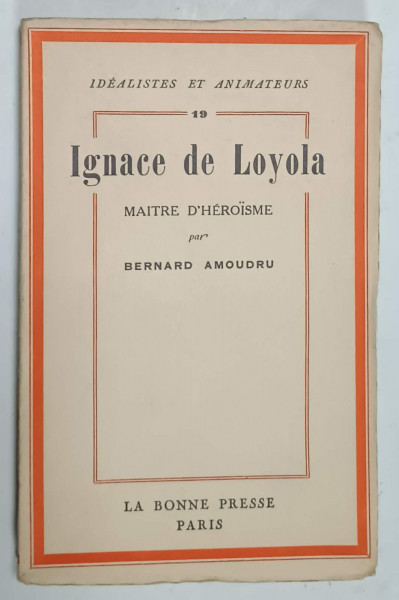 IDÉALISTES ET ANIMATEURS
19
Ignace de Loyola
MAITRE D'HÉROÏSME
par
BERNARD AMOUDRU
LA BONNE PRESSE
PARIS